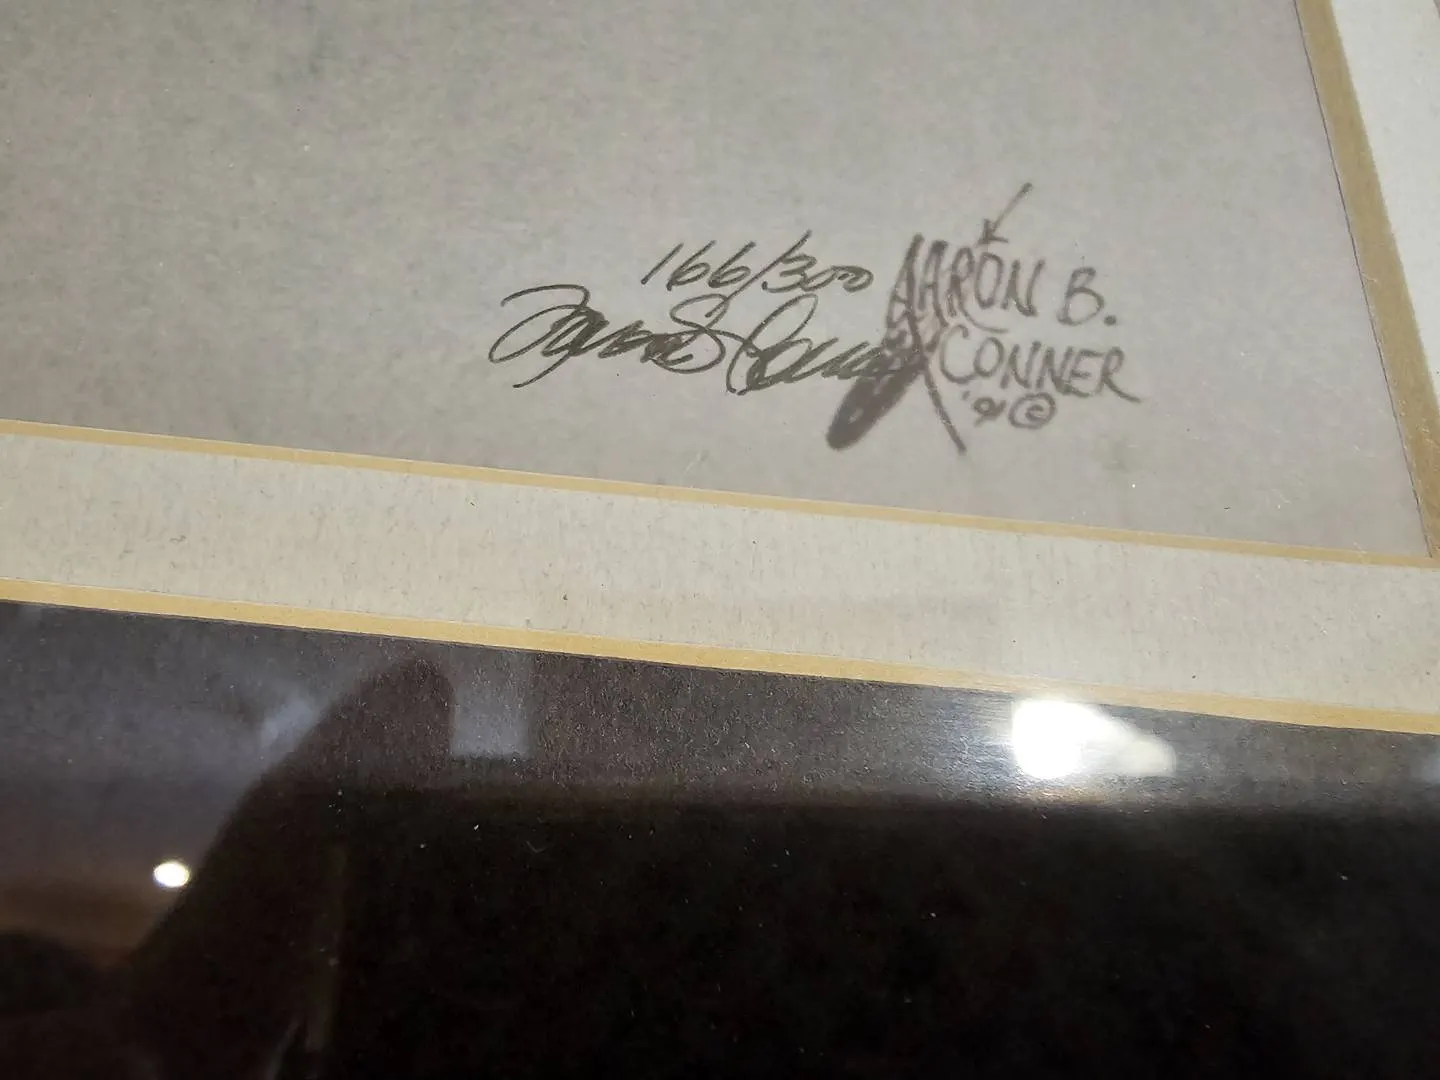 166/300
AARON B.
CONNER
'91 ©